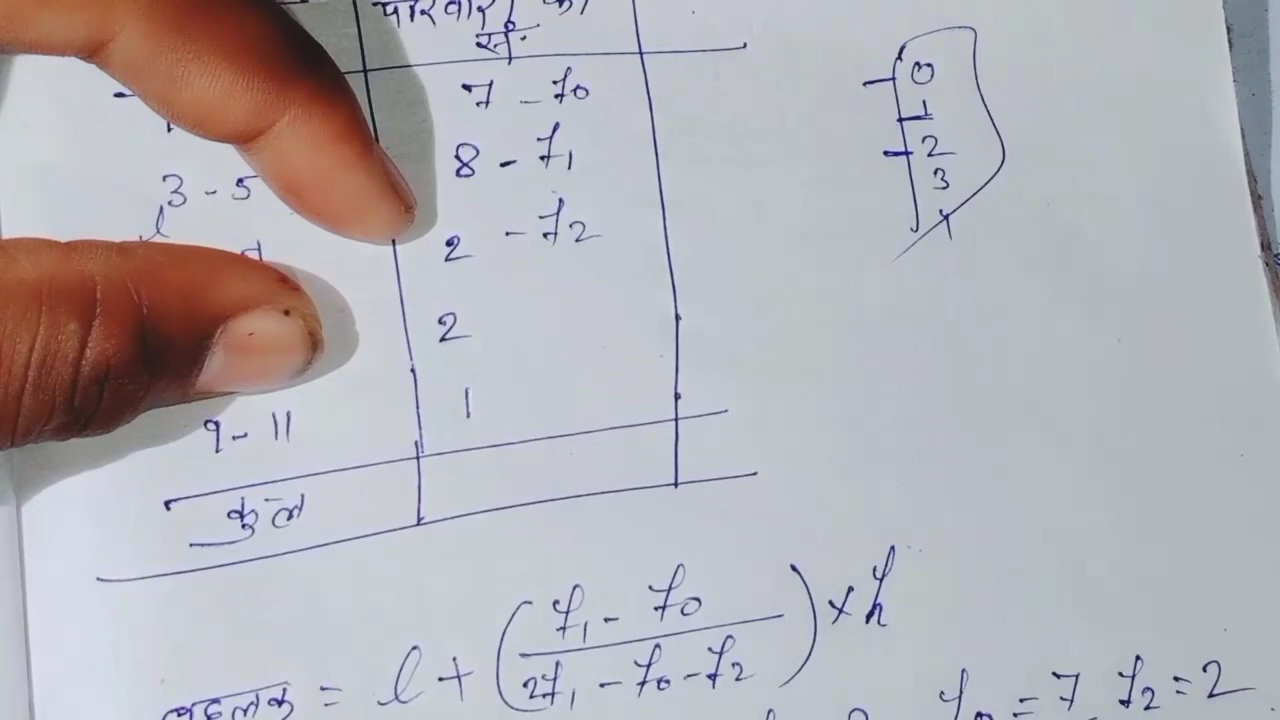 परिवारों की
सं.
7 - f0
8 - f1
3 - 5
l
2 - f2
2
9 - 11 1
कुल
0
1
2
3
बहुलक = l + ( f1 - f0 / 2f1 - f0 - f2 ) × h
f0 = 7 f2 = 2